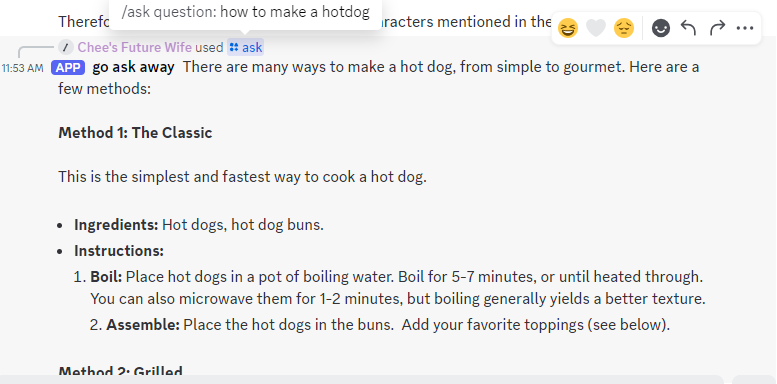 /ask question: how to make a hotdog
Therefo aracters mentioned in the
Chee's Future Wife used ask
11:53 AM APP go ask away There are many ways to make a hot dog, from simple to gourmet. Here are a
few methods:
Method 1: The Classic
This is the simplest and fastest way to cook a hot dog.
• Ingredients: Hot dogs, hot dog buns.
• Instructions:
1. Boil: Place hot dogs in a pot of boiling water. Boil for 5-7 minutes, or until heated through.
You can also microwave them for 1-2 minutes, but boiling generally yields a better texture.
2. Assemble: Place the hot dogs in the buns.  Add your favorite toppings (see below).
Method 2: Grilled